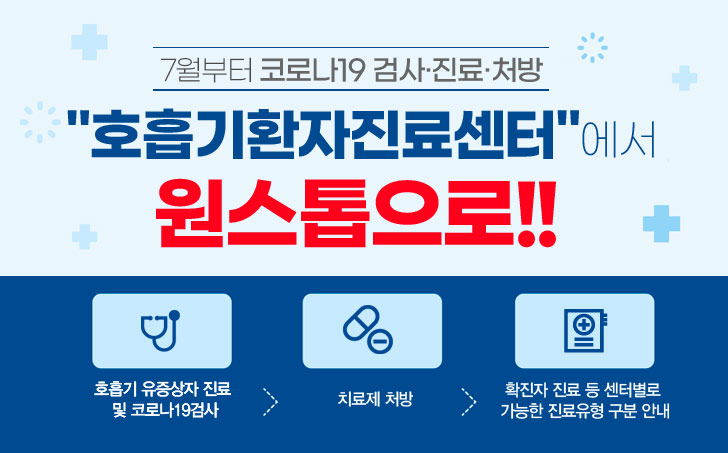 7월부터 코로나19 검사·진료·처방
"호흡기환자진료센터"에서
원스톱으로!!
호흡기 유증상자 진료
및 코로나19검사
치료제 처방
확진자 진료 등 센터별로
가능한 진료유형 구분 안내